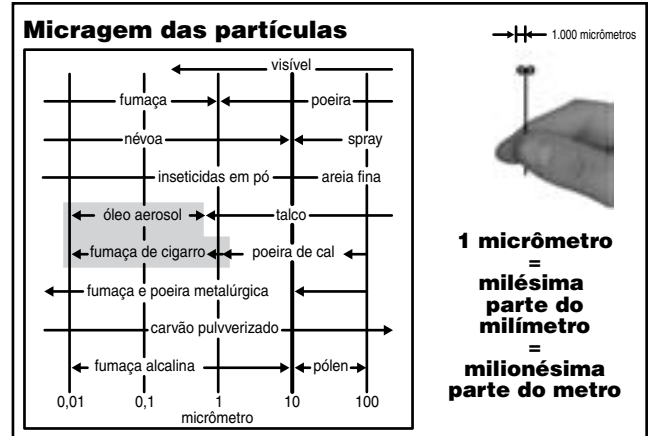 Micragem das partículas
visível
fumaça poeira
névoa spray
inseticidas em pó areia fina
óleo aerosol talco
fumaça de cigarro poeira de cal
fumaça e poeira metalúrgica
carvão pulvverizado
fumaça alcalina pólen
0,01 0,1 1 10 100
micrômetro
1.000 micrômetros
1 micrômetro
=
milésima
parte do
milímetro
=
milionésima
parte do metro